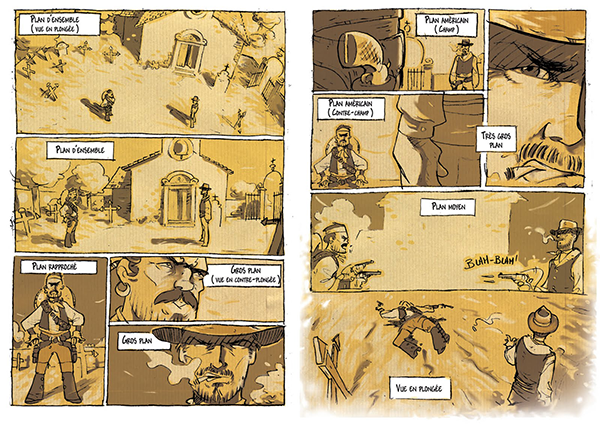 PLAN D'ENSEMBLE
(VUE EN PLONGÉE)
PLAN D'ENSEMBLE
PLAN RAPPROCHÉ
GROS PLAN
(VUE EN CONTRE-PLONGÉE)
GROS PLAN
PLAN AMÉRICAIN
(CHAMP)
PLAN AMÉRICAIN
(CONTRE-CHAMP)
TRÈS GROS
PLAN
PLAN MOYEN
BLAM-BLAM!
VUE EN PLONGÉE